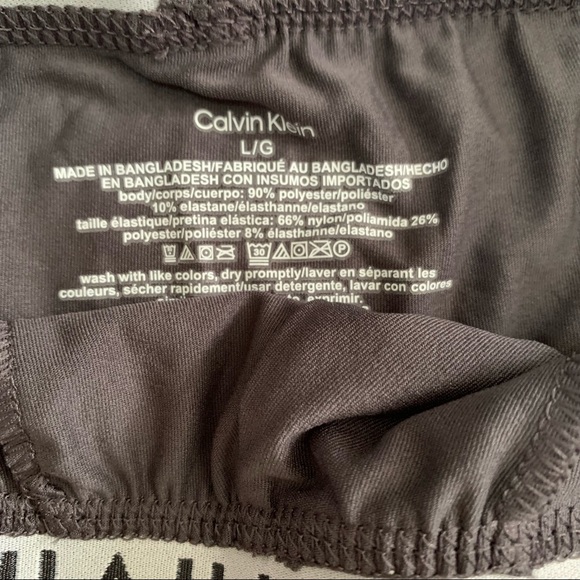 Calvin Klein
L/G
MADE IN BANGLADESH/FABRIQUÉ AU BANGLADESH/HECHO
EN BANGLADESH CON INSUMOS IMPORTADOS
body/corps/cuerpo: 90% polyester/poliéster
10% elastane/élasthanne/elastano
taille élastique/pretina elástica: 66% nylon/poliamida 26%
polyester/poliéster 8% élasthanne/elastano
30 P
wash with like colors, dry promptly/laver en séparant les
couleurs, sécher rapidement/usar detergente, lavar con colores
exprimir.